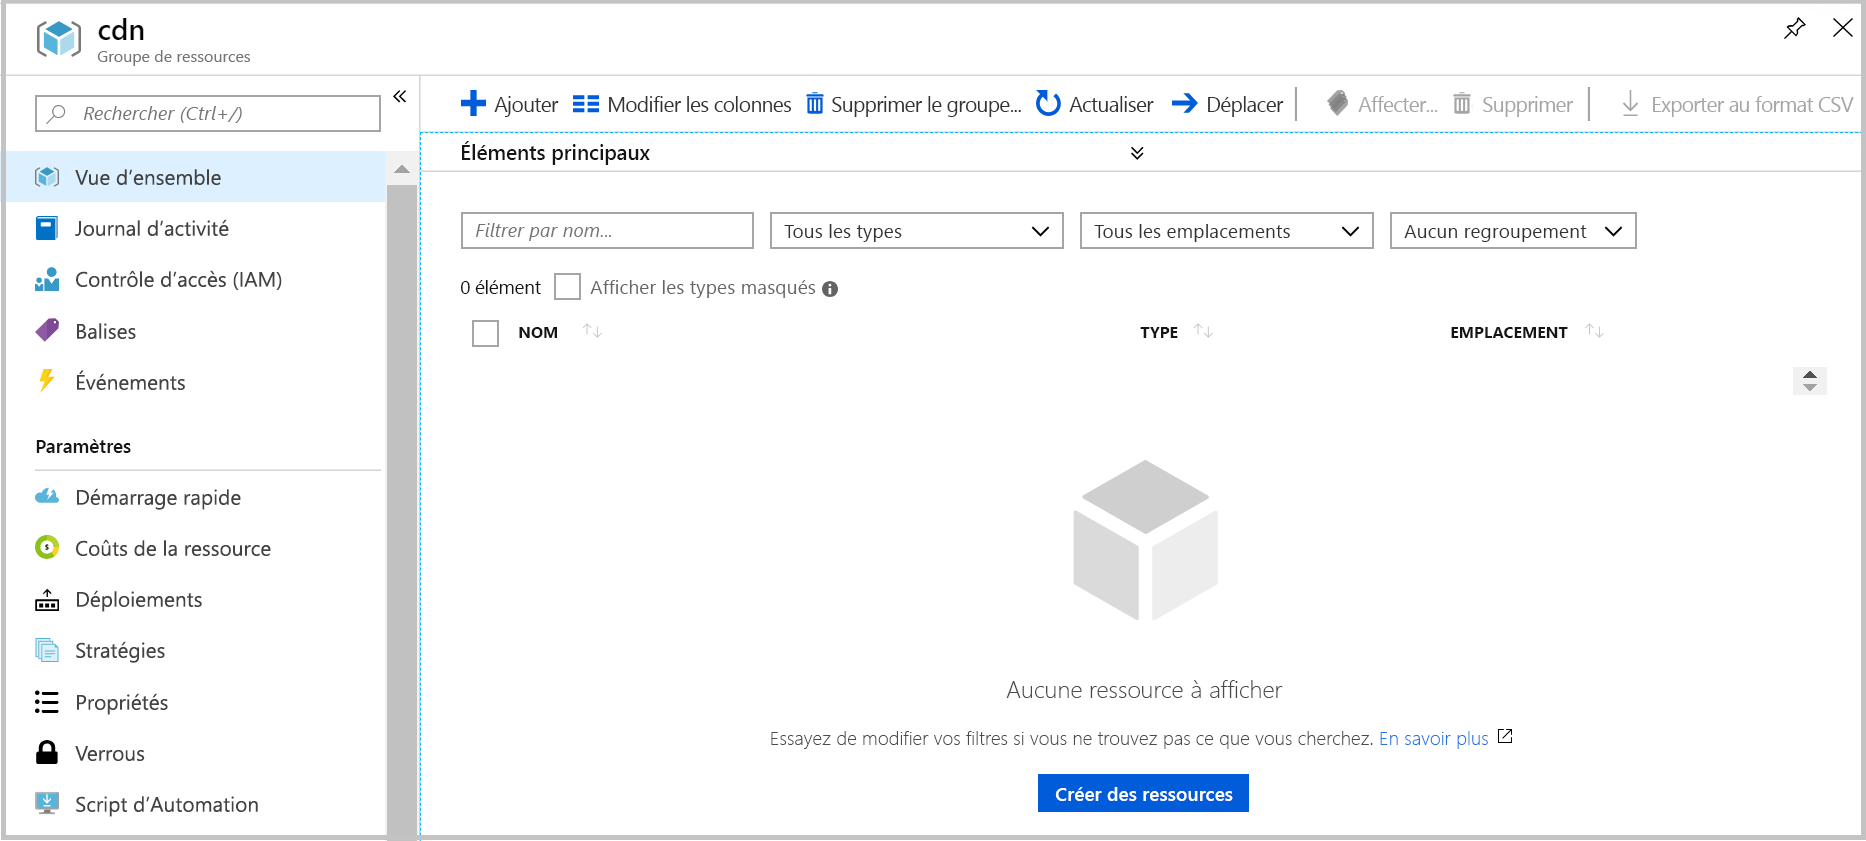 cdn
Groupe de ressources
Rechercher (Ctrl+/)
«
Vue d’ensemble
Journal d’activité
Contrôle d’accès (IAM)
Balises
Événements
Paramètres
Démarrage rapide
Coûts de la ressource
Déploiements
Stratégies
Propriétés
Verrous
Script d’Automation
Ajouter Modifier les colonnes Supprimer le groupe... Actualiser Déplacer Affecter... Supprimer Exporter au format CSV
Éléments principaux
Filtrer par nom... Tous les types Tous les emplacements Aucun regroupement
0 élément Afficher les types masqués
NOM TYPE EMPLACEMENT
Aucune ressource à afficher
Essayez de modifier vos filtres si vous ne trouvez pas ce que vous cherchez. En savoir plus
Créer des ressources